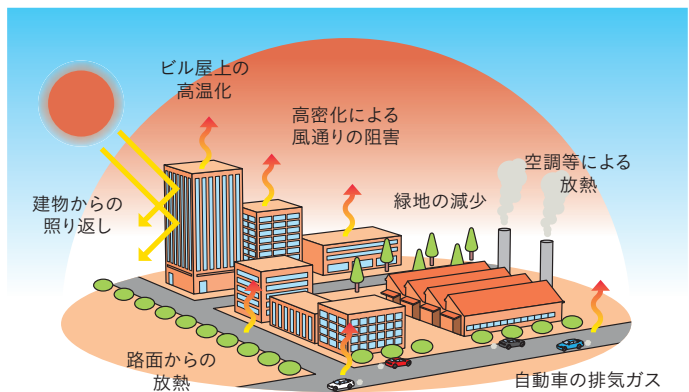 ビル屋上の
高温化
高密化による
風通りの阻害
空調等による
放熱
建物からの
照り返し
緑地の減少
路面からの
放熱
自動車の排気ガス